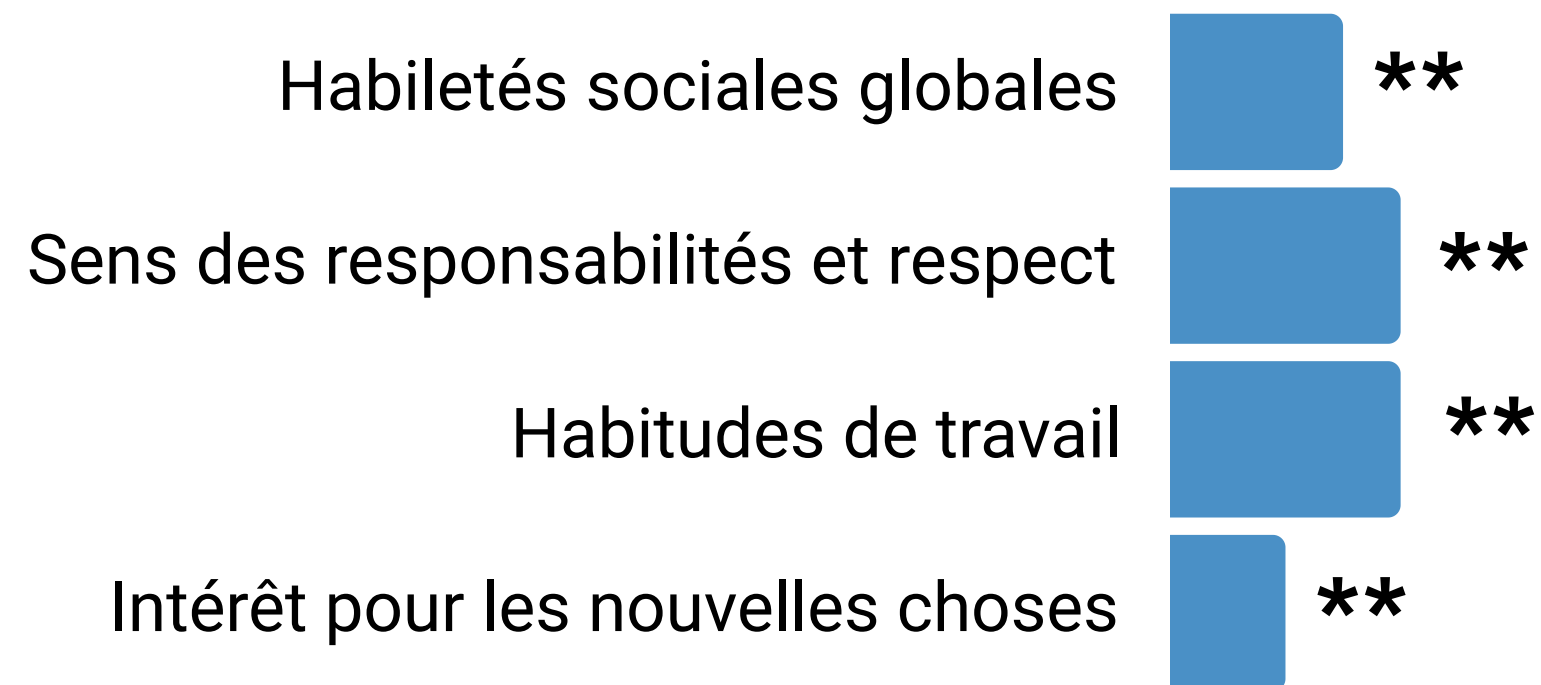 Habiletés sociales globales **
Sens des responsabilités et respect **
Habitudes de travail **
Intérêt pour les nouvelles choses **